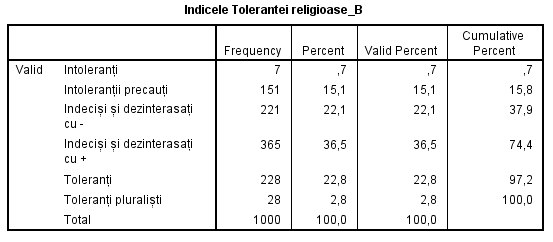 Indicele Tolerantei religioase_B
Frequency Percent Valid Percent Cumulative Percent
Valid Intoleranți 7 ,7 ,7 ,7
Intoleranții precauți 151 15,1 15,1 15,8
Indeciși și dezinterasați cu - 221 22,1 22,1 37,9
Indeciși și dezinterasați cu + 365 36,5 36,5 74,4
Toleranți 228 22,8 22,8 97,2
Toleranți pluraliști 28 2,8 2,8 100,0
Total 1000 100,0 100,0